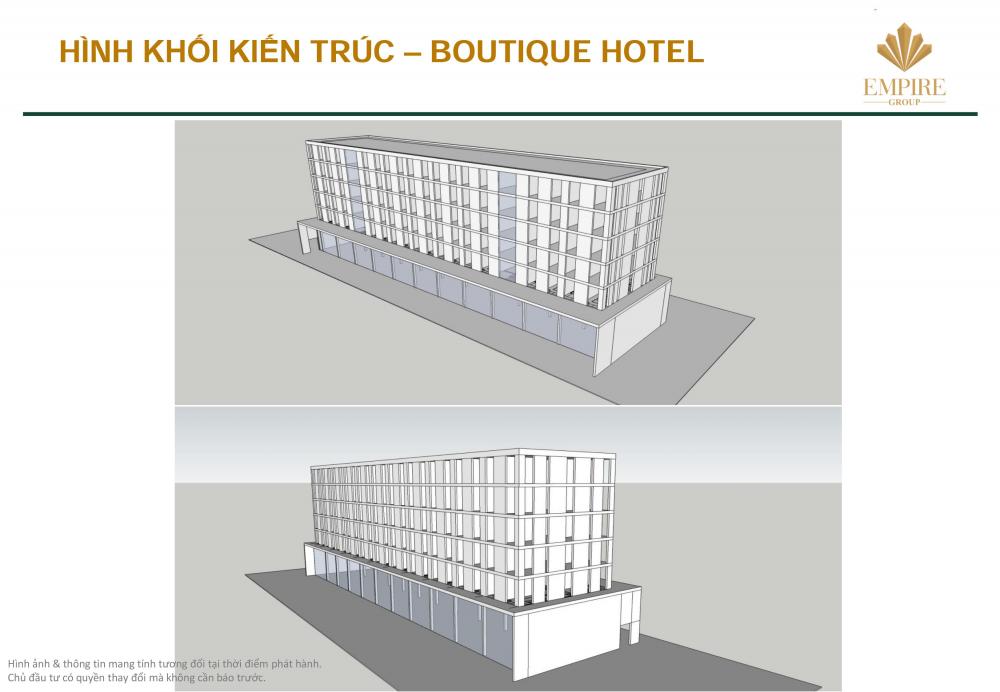 HÌNH KHỐI KIẾN TRÚC – BOUTIQUE HOTEL
EMPIRE
GROUP
Hình ảnh & thông tin mang tính tương đối tại thời điểm phát hành.
Chủ đầu tư có quyền thay đổi mà không cần báo trước.